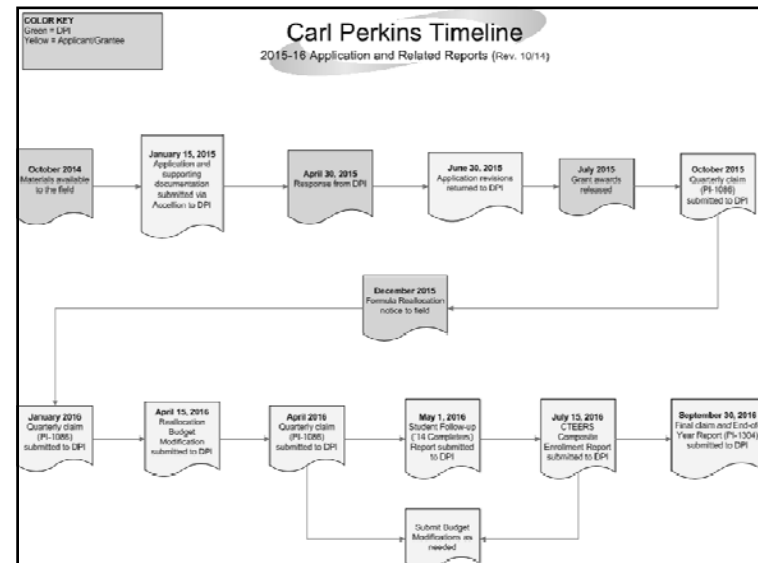 COLOR KEY
Green = DPI
Yellow = Applicant/Grantee
Carl Perkins Timeline
2015-16 Application and Related Reports (Rev. 10/14)
October 2014
Materials available
to the field
January 15, 2015
Application and
supporting
documentation
submitted via
Accellion to DPI
April 30, 2015
Response from DPI
June 30, 2015
Application revisions
returned to DPI
July 2015
Grant awards
released
October 2015
Quarterly claim
(PI-1086)
submitted to DPI
December 2015
Formula Reallocation
notice to field
January 2016
Quarterly claim
(PI-1086)
submitted to DPI
April 15, 2016
Reallocation
Budget
Modification
submitted to DPI
April 2016
Quarterly claim
(PI-1086)
submitted to DPI
May 1, 2016
Student Follow-up
('14 Completers)
Report submitted
to DPI
July 15, 2016
CTEERS
Composite
Enrollment Report
submitted to DPI
September 30, 2016
Final claim and End-of-
Year Report (PI-1304)
submitted to DPI
Submit Budget
Modifications as
needed